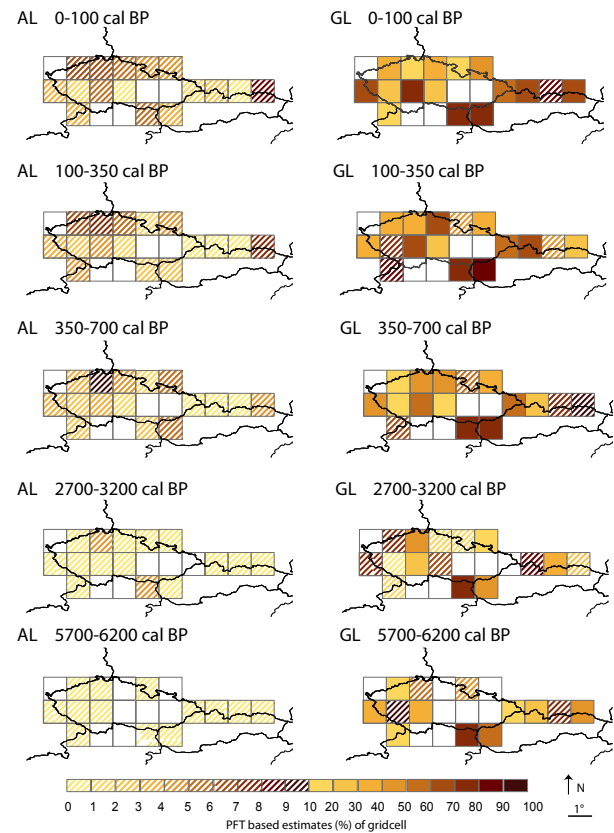 AL 0-100 cal BP
GL 0-100 cal BP
AL 100-350 cal BP
GL 100-350 cal BP
AL 350-700 cal BP
GL 350-700 cal BP
AL 2700-3200 cal BP
GL 2700-3200 cal BP
AL 5700-6200 cal BP
GL 5700-6200 cal BP
0 1 2 3 4 5 6 7 8 9 10 20 30 40 50 60 70 80 90 100
PFT based estimates (%) of gridcell
N
1°